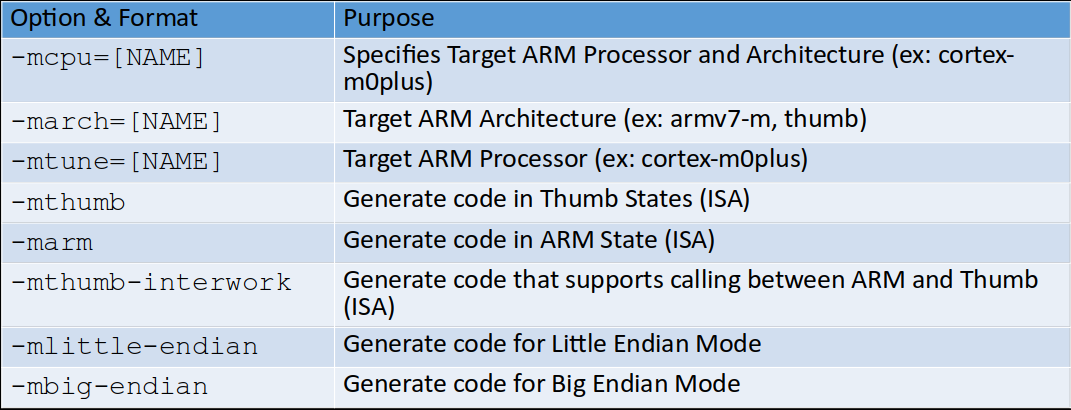 Option & Format Purpose
-mcpu=[NAME] Specifies Target ARM Processor and Architecture (ex: cortex-
m0plus)
-march=[NAME] Target ARM Architecture (ex: armv7-m, thumb)
-mtune=[NAME] Target ARM Processor (ex: cortex-m0plus)
-mthumb Generate code in Thumb States (ISA)
-marm Generate code in ARM State (ISA)
-mthumb-interwork Generate code that supports calling between ARM and Thumb
(ISA)
-mlittle-endian Generate code for Little Endian Mode
-mbig-endian Generate code for Big Endian Mode